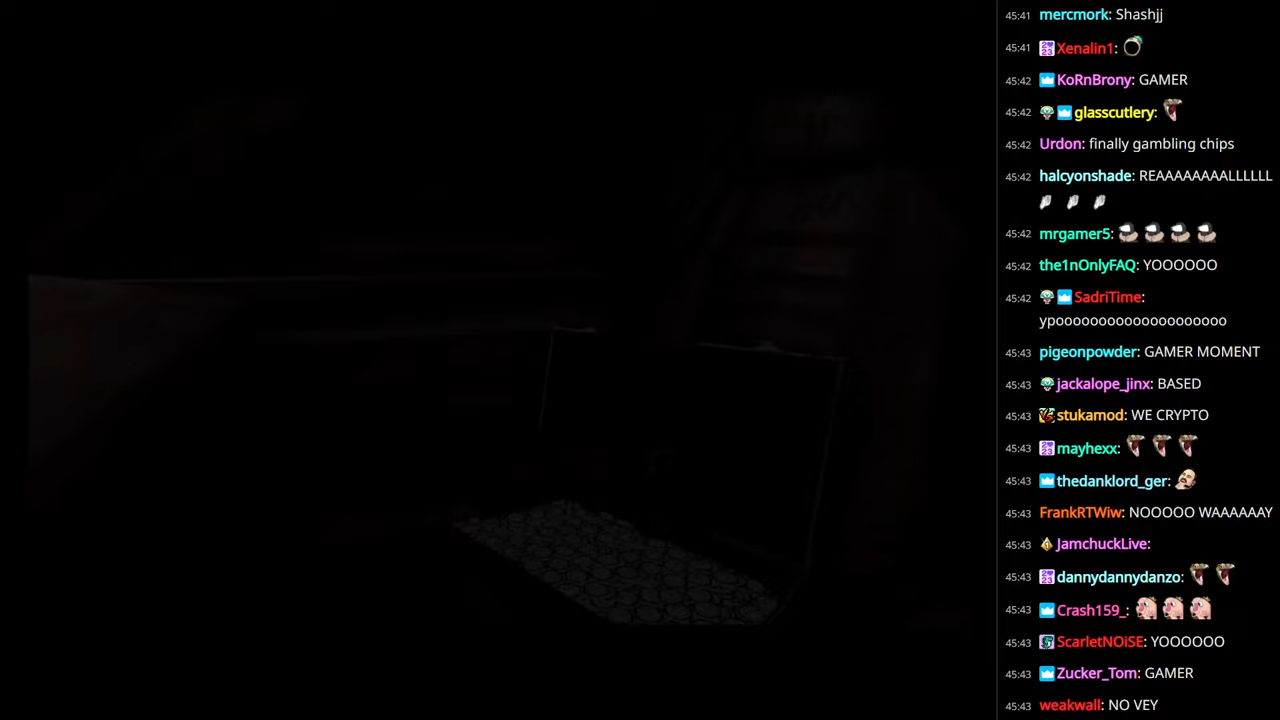 45:41 mercmork: Shashjj
45:41 Xenalin1:
45:42 KoRnBrony: GAMER
45:42 glasscutlery:
45:42 Urdon: finally gambling chips
45:42 halcyonshade: REAAAAAAAALLLLLL
45:42 mrgamer5:
45:42 the1nOnlyFAQ: YOOOOOO
45:42 SadriTime:
ypoooooooooooooooooooo
45:43 pigeonpowder: GAMER MOMENT
45:43 jackalope_jinx: BASED
45:43 stukamod: WE CRYPTO
45:43 mayhexx:
45:43 thedanklord_ger:
45:43 FrankRTWiw: NOOOOO WAAAAAAY
45:43 JamchuckLive:
45:43 dannydannydanzo:
45:43 Crash159_:
45:43 ScarletNOiSE: YOOOOOO
45:43 Zucker_Tom: GAMER
45:43 weakwall: NO VEY